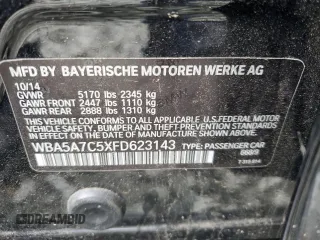 MFD BY BAYERISCHE MOTOREN WERKE AG
10/14
GVWR 5170 lbs 2345 kg
GAWR FRONT 2447 lbs 1110 kg
GAWR REAR 2888 lbs 1310 kg
THIS VEHICLE CONFORMS TO ALL APPLICABLE U.S.FEDERAL MOTOR
VEHICLE SAFETY, BUMPER, AND THEFT PREVENTION STANDARDS
IN EFFECT ON THE DATE OF MANUFACTURE SHOWN ABOVE.
WBA5A7C5XFD623143 TYPE: PASSENGER CAR
DREAMBID